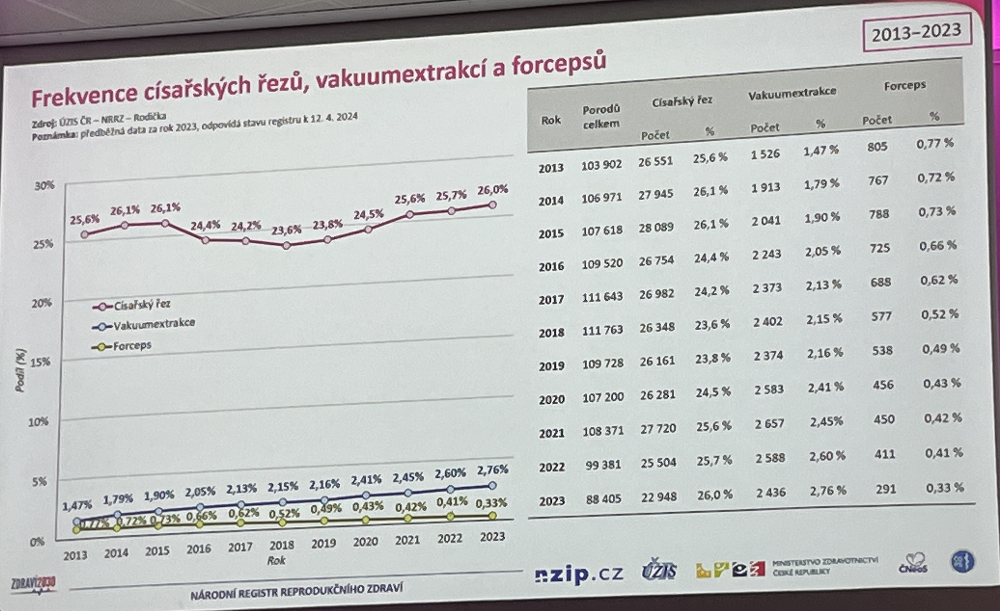 2013–2023
Frekvence císařských řezů, vakuumextrakcí a forcepsů
Zdroj: ÚZIS ČR – NRRZ – Rodička
Poznámka: předběžná data za rok 2023, odpovídá stavu registru k 12. 4. 2024
30%
25%
20%
15%
10%
5%
0%
Podíl (%)
25,6% 26,1% 26,1% 24,4% 24,2% 23,6% 23,8% 24,5% 25,6% 25,7% 26,0%
Císařský řez
Vakuumextrakce
Forceps
1,47% 1,79% 1,90% 2,05% 2,13% 2,15% 2,16% 2,41% 2,45% 2,60% 2,76%
0,77% 0,72% 0,73% 0,66% 0,62% 0,52% 0,49% 0,43% 0,42% 0,41% 0,33%
2013 2014 2015 2016 2017 2018 2019 2020 2021 2022 2023
Rok
Rok Porodů celkem Císařský řez Vakuumextrakce Forceps
Počet % Počet % Počet %
2013 103 902 26 551 25,6 % 1 526 1,47 % 805 0,77 %
2014 106 971 27 945 26,1 % 1 913 1,79 % 767 0,72 %
2015 107 618 28 089 26,1 % 2 041 1,90 % 788 0,73 %
2016 109 520 26 754 24,4 % 2 243 2,05 % 725 0,66 %
2017 111 643 26 982 24,2 % 2 373 2,13 % 688 0,62 %
2018 111 763 26 348 23,6 % 2 402 2,15 % 577 0,52 %
2019 109 728 26 161 23,8 % 2 374 2,16 % 538 0,49 %
2020 107 200 26 281 24,5 % 2 583 2,41 % 456 0,43 %
2021 108 371 27 720 25,6 % 2 657 2,45% 450 0,42 %
2022 99 381 25 504 25,7 % 2 588 2,60 % 411 0,41 %
2023 88 405 22 948 26,0 % 2 436 2,76 % 291 0,33 %
ZDRAVÍ2030
NÁRODNÍ REGISTR REPRODUKČNÍHO ZDRAVÍ
nzip.cz
ÚZIS
MINISTERSTVO ZDRAVOTNICTVÍ
ČESKÉ REPUBLIKY
ČNeoS